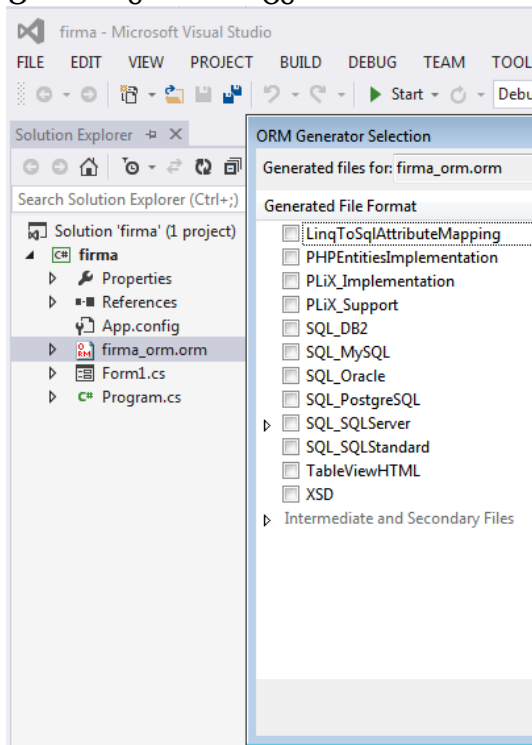 firma - Microsoft Visual Studio
FILE EDIT VIEW PROJECT BUILD DEBUG TEAM TOOL
Start Debu
Solution Explorer
Search Solution Explorer (Ctrl+;)
Solution 'firma' (1 project)
C# firma
Properties
References
App.config
firma_orm.orm
Form1.cs
C# Program.cs
ORM Generator Selection
Generated files for: firma_orm.orm
Generated File Format
LinqToSqlAttributeMapping
PHPEntitiesImplementation
PLiX_Implementation
PLiX_Support
SQL_DB2
SQL_MySQL
SQL_Oracle
SQL_PostgreSQL
SQL_SQLServer
SQL_SQLStandard
TableViewHTML
XSD
Intermediate and Secondary Files